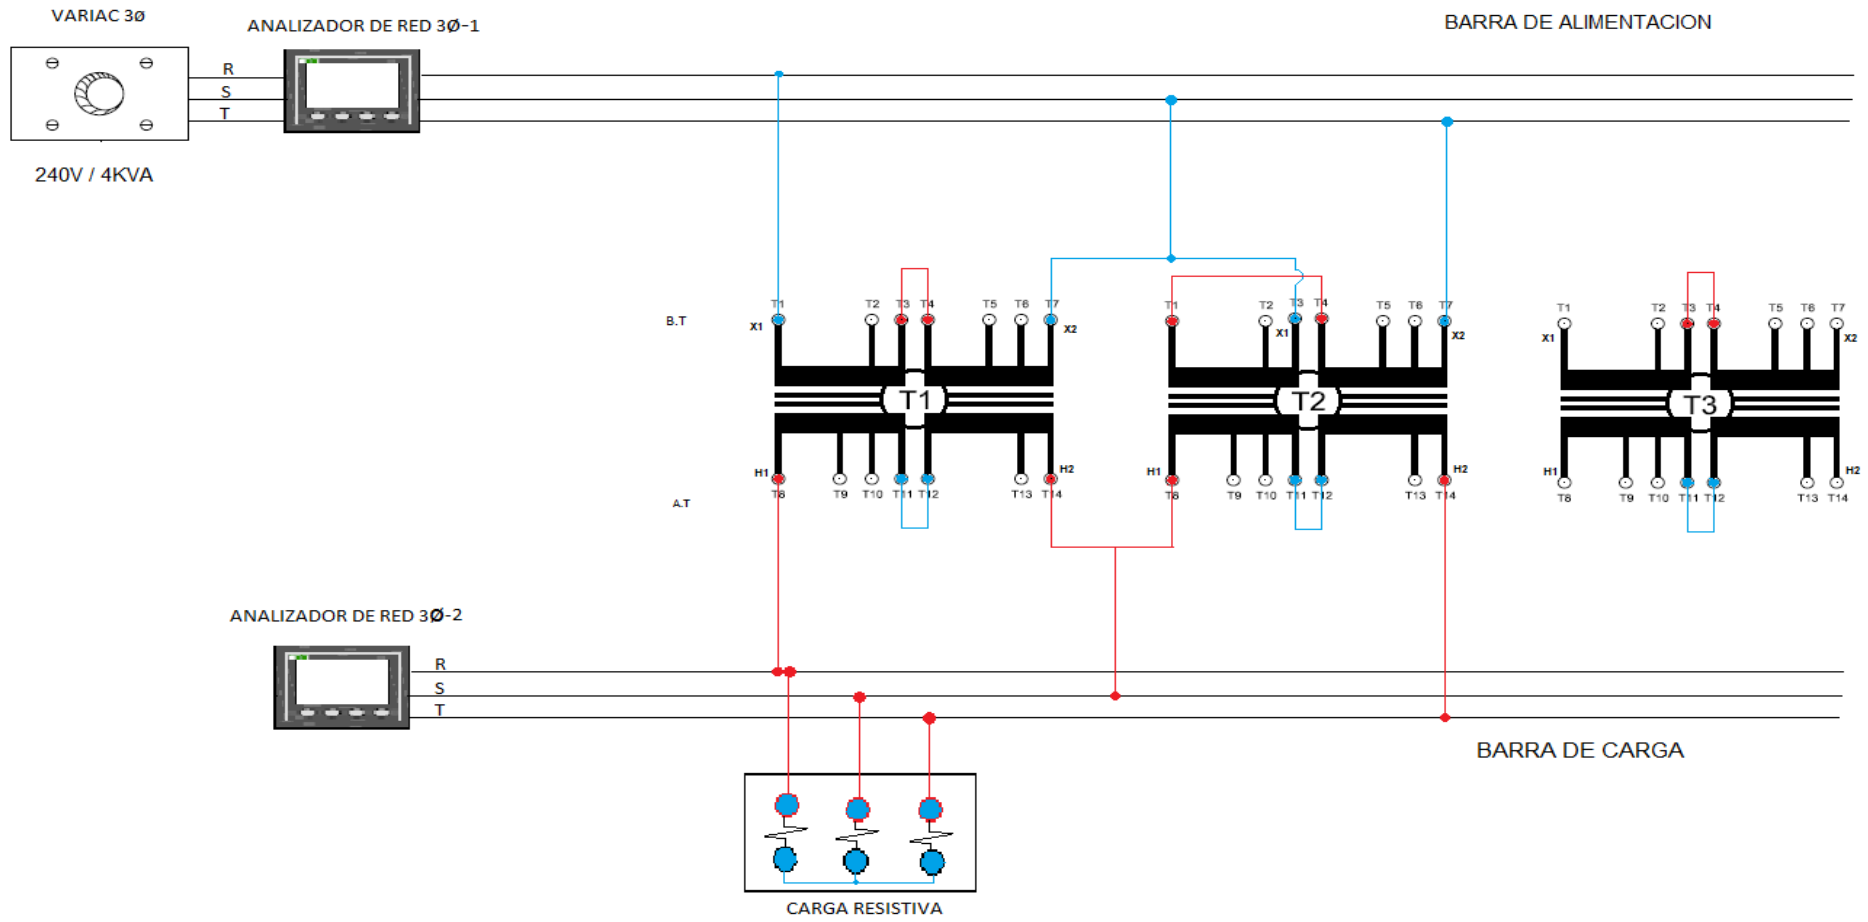 VARIAC 3ø
ANALIZADOR DE RED 3Ø-1
BARRA DE ALIMENTACION
R
S
T
240V / 4KVA
B.T
T1 T2 T3 T4 T5 T6 T7
X1 X2
T1
H1 H2
T8 T9 T10 T11 T12 T13 T14
A.T
T1 T2 T3 T4 T5 T6 T7
X1 X2
T2
H1 H2
T8 T9 T10 T11 T12 T13 T14
T1 T2 T3 T4 T5 T6 T7
X1 X2
T3
H1 H2
T8 T9 T10 T11 T12 T13 T14
ANALIZADOR DE RED 3Ø-2
R
S
T
BARRA DE CARGA
CARGA RESISTIVA